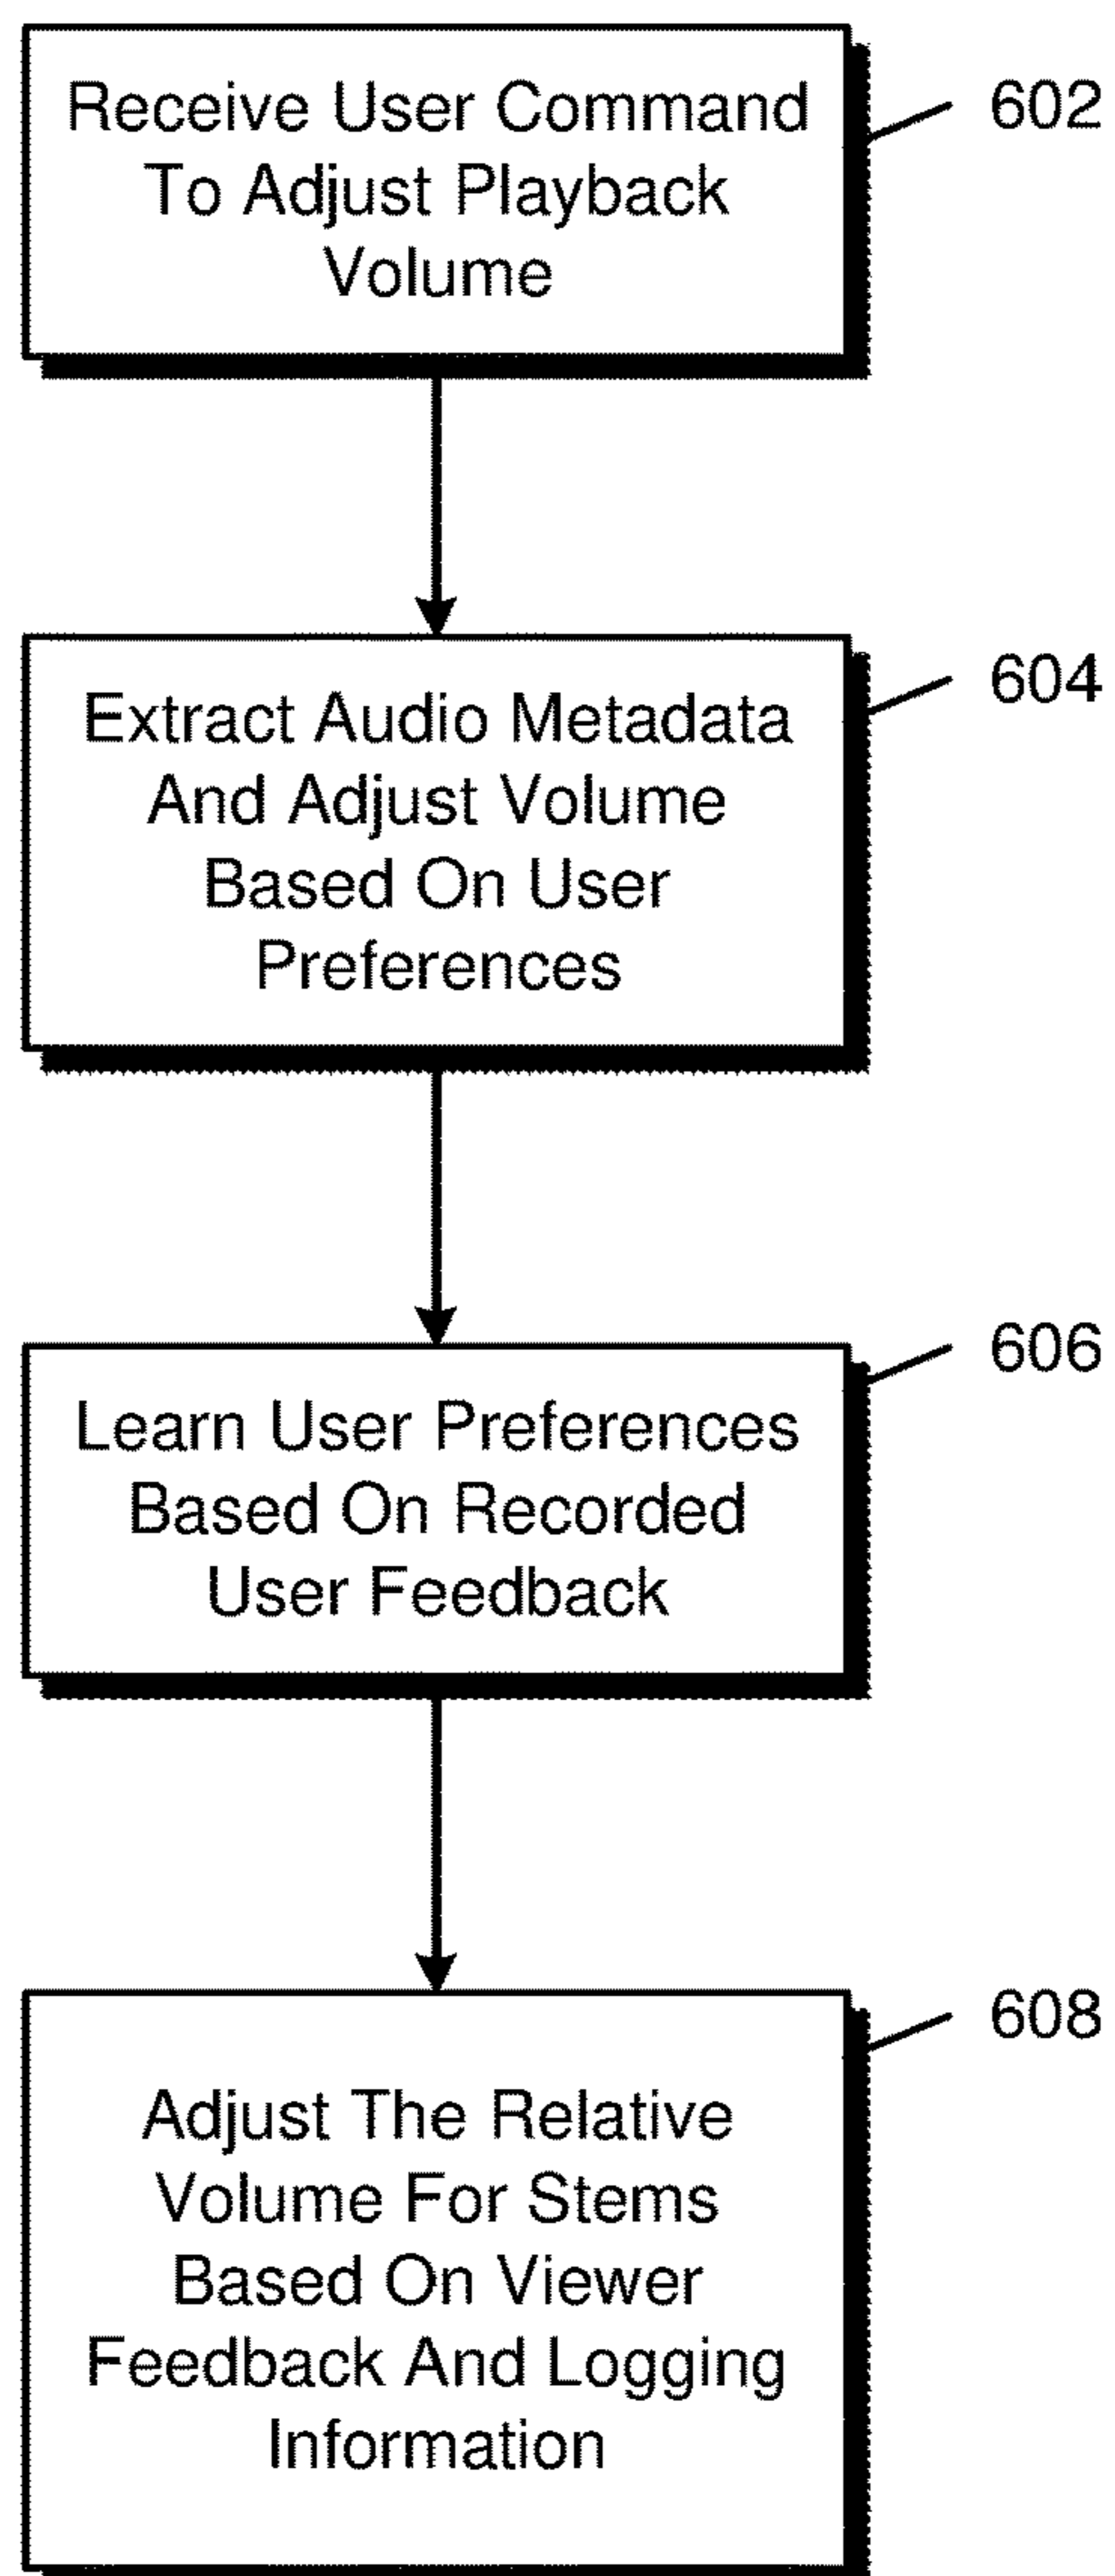 Receive User Command
To Adjust Playback
Volume
602
Extract Audio Metadata
And Adjust Volume
Based On User
Preferences
604
Learn User Preferences
Based On Recorded
User Feedback
606
Adjust The Relative
Volume For Stems
Based On Viewer
Feedback And Logging
Information
608